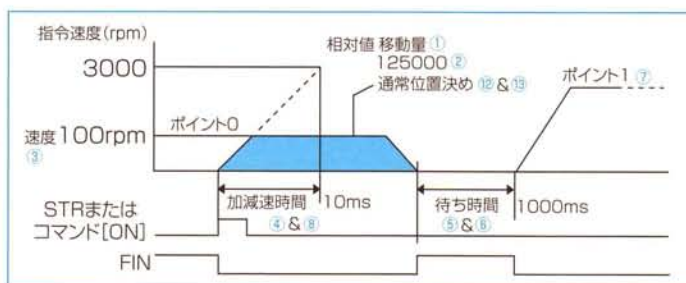 指令速度(rpm)
3000
相対値 移動量 ①
125000 ②
通常位置決め ⑫ & ⑬
ポイント1 ⑦
ポイント0
速度100rpm
③
加減速時間
④ & ⑧
10ms
待ち時間
⑤ & ⑥
1000ms
STRまたは
コマンド[ON]
FIN